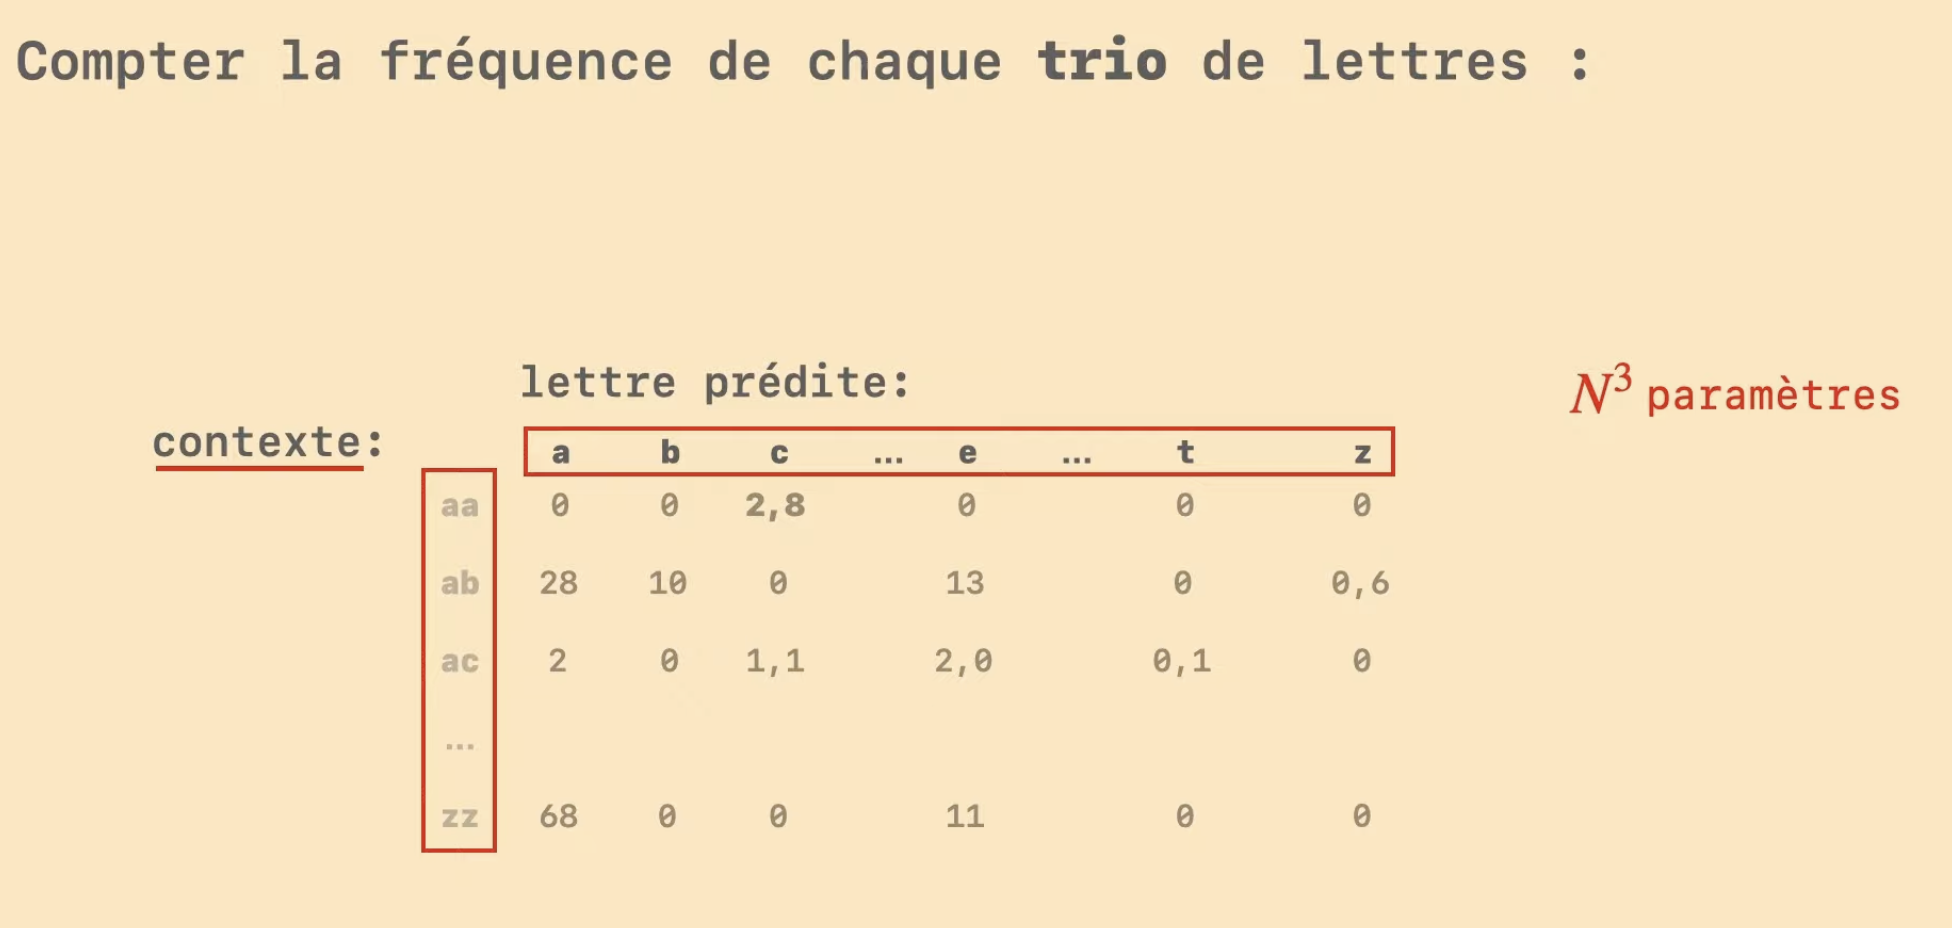 Compter la fréquence de chaque trio de lettres :
lettre prédite:
N³ paramètres
contexte:
a b c ... e ... t z
aa 0 0 2,8 0 0 0
ab 28 10 0 13 0 0,6
ac 2 0 1,1 2,0 0,1 0
...
zz 68 0 0 11 0 0